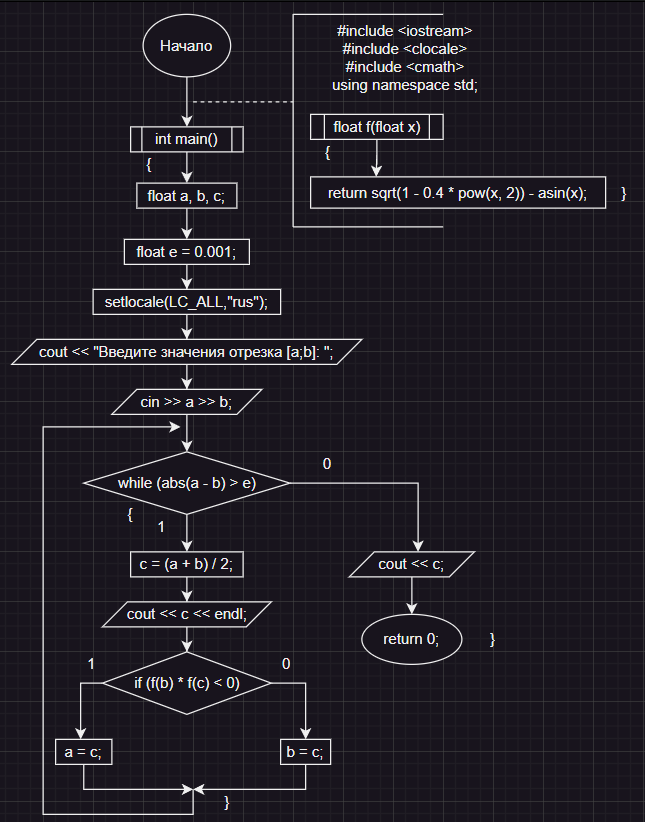 Начало
#include <iostream>
#include <clocale>
#include <cmath>
using namespace std;
float f(float x)
{
return sqrt(1 - 0.4 * pow(x, 2)) - asin(x);
}
int main()
{
float a, b, c;
float e = 0.001;
setlocale(LC_ALL,"rus");
cout << "Введите значения отрезка [a;b]: ";
cin >> a >> b;
while (abs(a - b) > e)
0
{
1
c = (a + b) / 2;
cout << c;
cout << c << endl;
return 0;
}
1
0
if (f(b) * f(c) < 0)
a = c;
b = c;
}